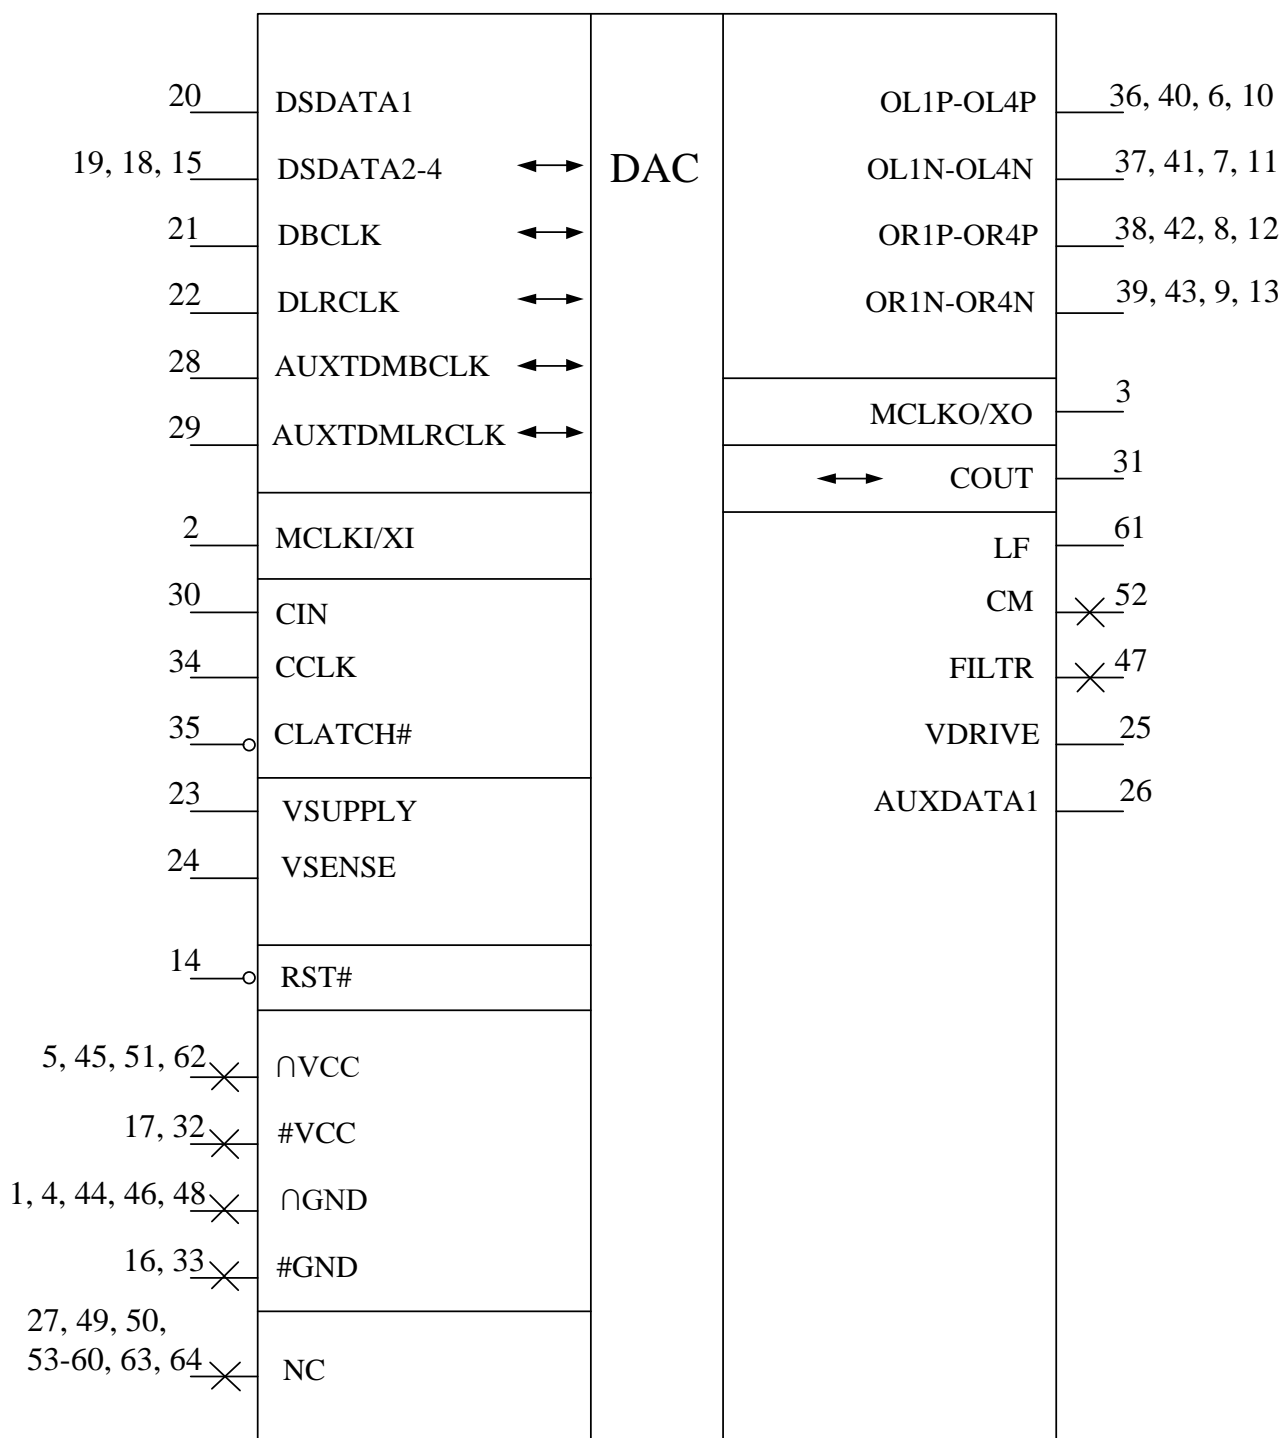 20 DSDATA1 DAC OL1P-OL4P 36, 40, 6, 10
19, 18, 15 DSDATA2-4 OL1N-OL4N 37, 41, 7, 11
21 DBCLK OR1P-OR4P 38, 42, 8, 12
22 DLRCLK OR1N-OR4N 39, 43, 9, 13
28 AUXTDMBCLK
29 AUXTDMLRCLK
MCLKO/XO 3
COUT 31
2 MCLKI/XI LF 61
30 CIN CM 52
34 CCLK FILTR 47
35 CLATCH# VDRIVE 25
23 VSUPPLY AUXDATA1 26
24 VSENSE
14 RST#
5, 45, 51, 62 ∩VCC
17, 32 #VCC
1, 4, 44, 46, 48 ∩GND
16, 33 #GND
27, 49, 50,
53-60, 63, 64 NC